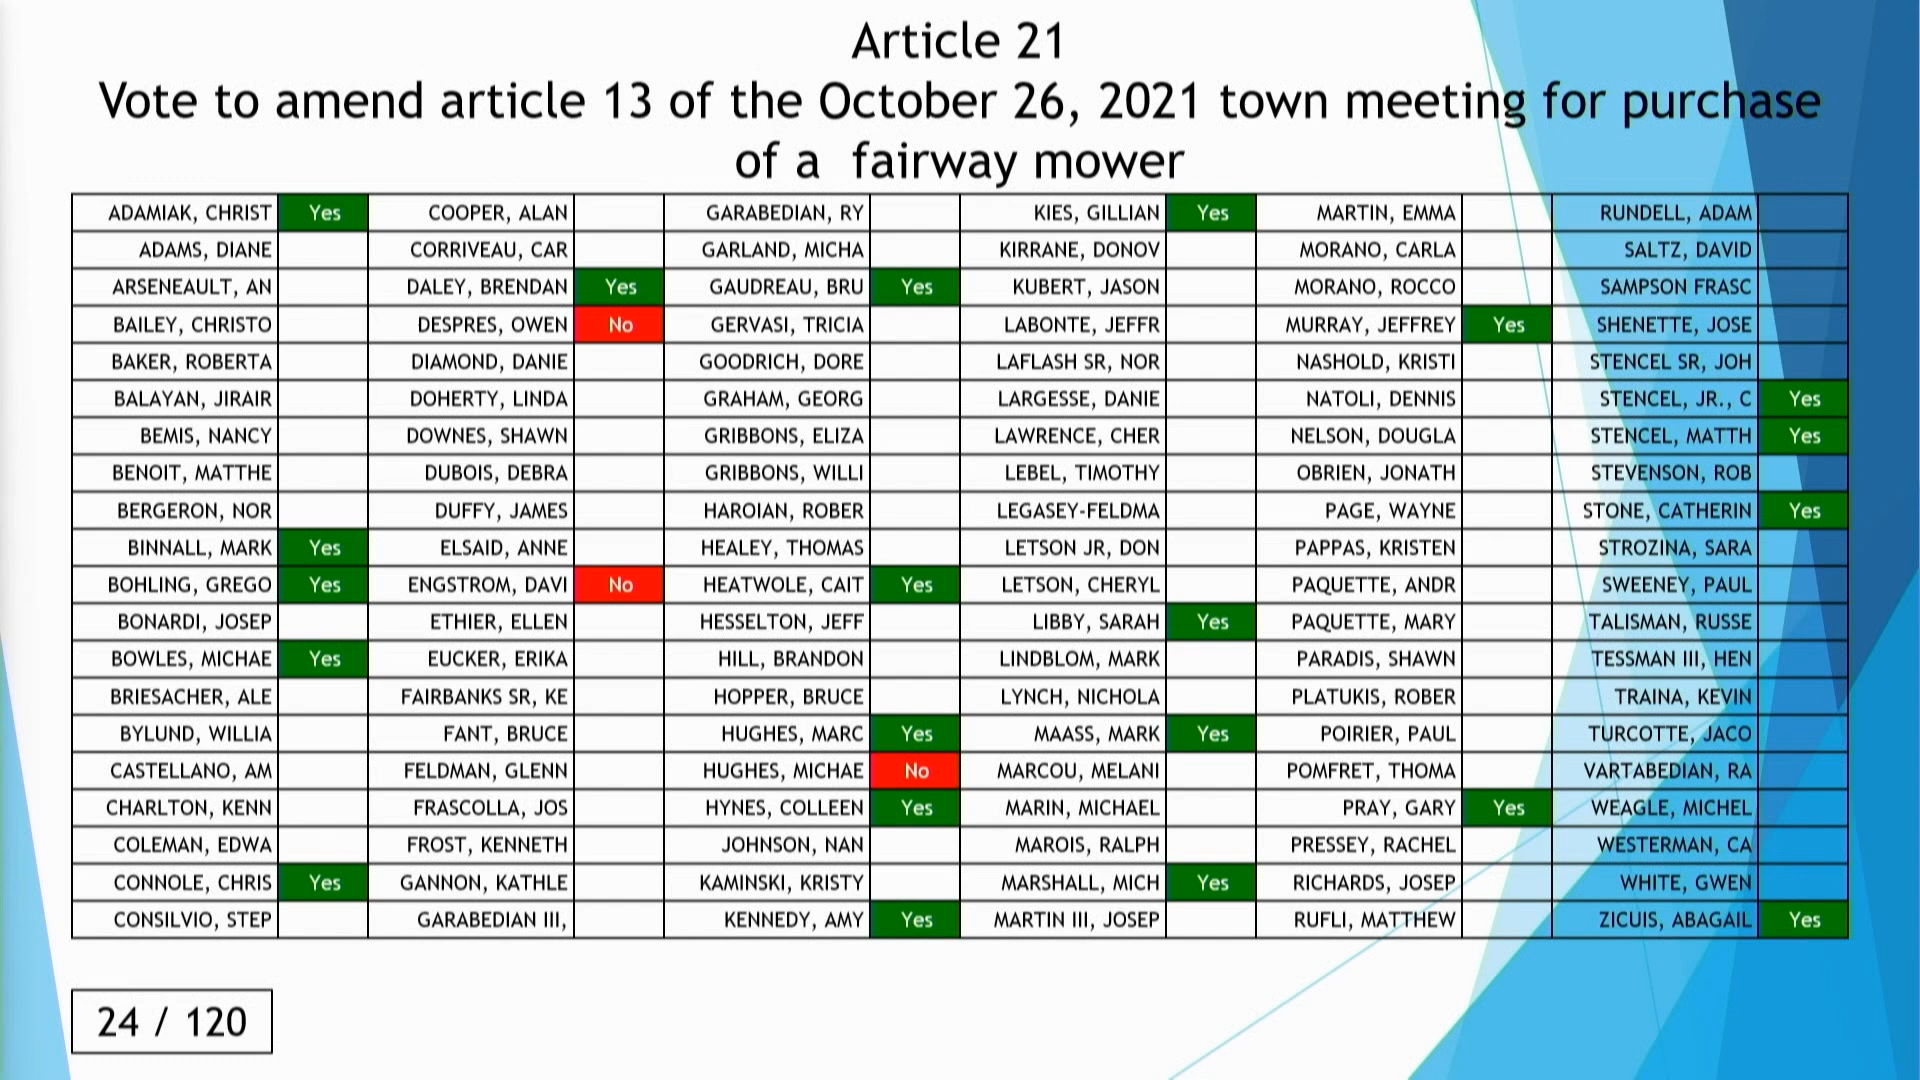 Article 21
Vote to amend article 13 of the October 26, 2021 town meeting for purchase
of a fairway mower
ADAMIAK, CHRIST Yes COOPER, ALAN GARABEDIAN, RY KIES, GILLIAN Yes MARTIN, EMMA RUNDELL, ADAM
ADAMS, DIANE CORRIVEAU, CAR GARLAND, MICHA KIRRANE, DONOV MORANO, CARLA SALTZ, DAVID
ARSENEAULT, AN DALEY, BRENDAN Yes GAUDREAU, BRU Yes KUBERT, JASON MORANO, ROCCO SAMPSON FRASC
BAILEY, CHRISTO DESPRES, OWEN No GERVASI, TRICIA LABONTE, JEFFR MURRAY, JEFFREY Yes SHENETTE, JOSE
BAKER, ROBERTA DIAMOND, DANIE GOODRICH, DORE LAFLASH SR, NOR NASHOLD, KRISTI STENCEL SR, JOH
BALAYAN, JIRAIR DOHERTY, LINDA GRAHAM, GEORG LARGESSE, DANIE NATOLI, DENNIS STENCEL, JR., C Yes
BEMIS, NANCY DOWNES, SHAWN GRIBBONS, ELIZA LAWRENCE, CHER NELSON, DOUGLA STENCEL, MATTH Yes
BENOIT, MATTHE DUBOIS, DEBRA GRIBBONS, WILLI LEBEL, TIMOTHY OBRIEN, JONATH STEVENSON, ROB
BERGERON, NOR DUFFY, JAMES HAROIAN, ROBER LEGASEY-FELDMA PAGE, WAYNE STONE, CATHERIN Yes
BINNALL, MARK Yes ELSAID, ANNE HEALEY, THOMAS LETSON JR, DON PAPPAS, KRISTEN STROZINA, SARA
BOHLING, GREGO Yes ENGSTROM, DAVI No HEATWOLE, CAIT Yes LETSON, CHERYL PAQUETTE, ANDR SWEENEY, PAUL
BONARDI, JOSEP ETHIER, ELLEN HESSELTON, JEFF LIBBY, SARAH Yes PAQUETTE, MARY TALISMAN, RUSSE
BOWLES, MICHAE Yes EUCKER, ERIKA HILL, BRANDON LINDBLOM, MARK PARADIS, SHAWN TESSMAN III, HEN
BRIESACHER, ALE FAIRBANKS SR, KE HOPPER, BRUCE LYNCH, NICHOLA PLATUKIS, ROBER TRAINA, KEVIN
BYLUND, WILLIA FANT, BRUCE HUGHES, MARC Yes MAASS, MARK Yes POIRIER, PAUL TURCOTTE, JACO
CASTELLANO, AM FELDMAN, GLENN HUGHES, MICHAE No MARCOU, MELANI POMFRET, THOMA VARTABEDIAN, RA
CHARLTON, KENN FRASCOLLA, JOS HYNES, COLLEEN Yes MARIN, MICHAEL PRAY, GARY Yes WEAGLE, MICHEL
COLEMAN, EDWA FROST, KENNETH JOHNSON, NAN MAROIS, RALPH PRESSEY, RACHEL WESTERMAN, CA
CONNOLE, CHRIS Yes GANNON, KATHLE KAMINSKI, KRISTY MARSHALL, MICH Yes RICHARDS, JOSEP WHITE, GWEN
CONSILVIO, STEP GARABEDIAN III, KENNEDY, AMY Yes MARTIN III, JOSEP RUFLI, MATTHEW ZICUIS, ABAGAIL Yes
24 / 120